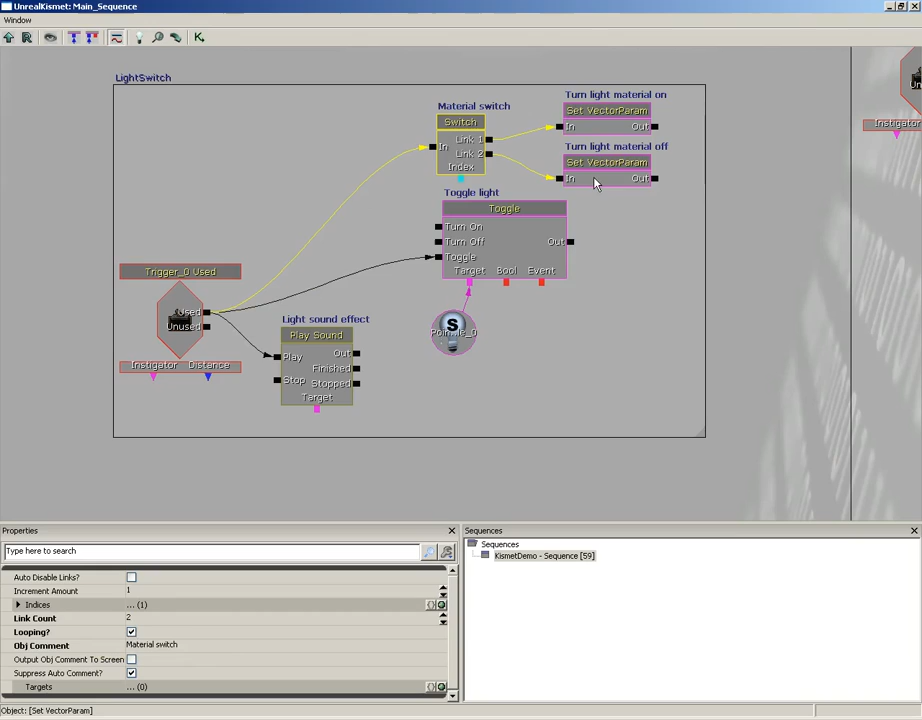 UnrealKismet: Main_Sequence
Window
LightSwitch
Material switch
Switch
In
Link 1
Link 2
Index
Turn light material on
Set VectorParam
In Out
Turn light material off
Set VectorParam
In Out
Toggle light
Toggle
Turn On
Turn Off Out
Toggle
Target Bool Event
Trigger_0 Used
Used
Unused
Instigator Distance
Light sound effect
Play Sound
Play Out
Finished
Stop Stopped
Target
S
Instigator
Properties
Type here to search
Auto Disable Links?
Increment Amount 1
Indices ... (1)
Link Count 2
Looping?
Obj Comment Material switch
Output Obj Comment To Screen
Suppress Auto Comment?
Targets ... (0)
Sequences
Sequences
KismetDemo - Sequence [59]
Object: [Set VectorParam]